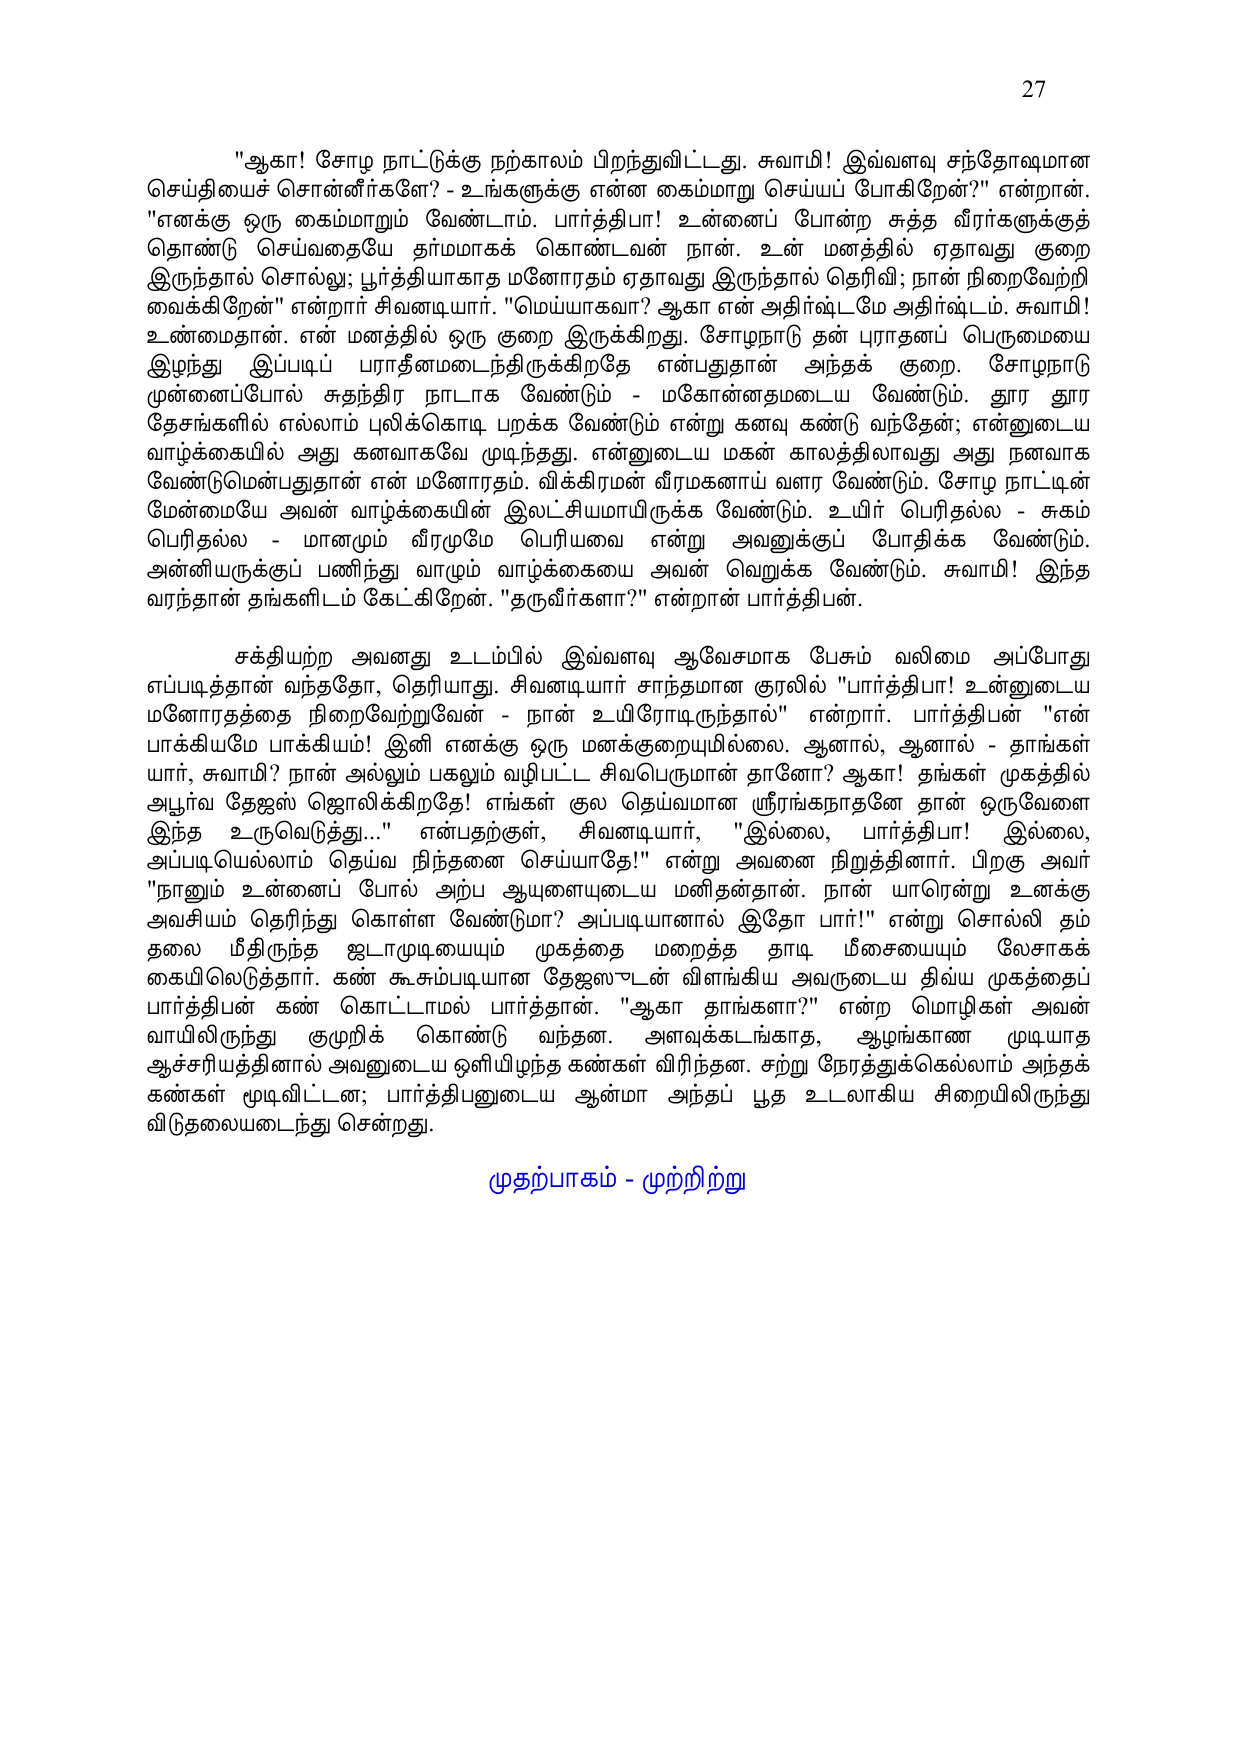 27
"ஆகா! சோழ நாட்டுக்கு நற்காலம் பிறந்துவிட்டது. சுவாமி! இவ்வளவு சந்தோஷமான
செய்தியைச் சொன்னீர்களே? - உங்களுக்கு என்ன கைம்மாறு செய்யப் போகிறேன்?" என்றான்.
"எனக்கு ஒரு கைம்மாறும் வேண்டாம். பார்த்திபா! உன்னைப் போன்ற சுத்த வீரர்களுக்குத்
தொண்டு செய்வதையே தர்மமாகக் கொண்டவன் நான். உன் மனத்தில் ஏதாவது குறை
இருந்தால் சொல்லு; பூர்த்தியாகாத மனோரதம் ஏதாவது இருந்தால் தெரிவி; நான் நிறைவேற்றி
வைக்கிறேன்" என்றார் சிவனடியார். "மெய்யாகவா? ஆகா என் அதிர்ஷ்டமே அதிர்ஷ்டம். சுவாமி!
உண்மைதான். என் மனத்தில் ஒரு குறை இருக்கிறது. சோழநாடு தன் புராதனப் பெருமையை
இழந்து இப்படிப் பராதீனமடைந்திருக்கிறதே என்பதுதான் அந்தக் குறை. சோழநாடு
முன்னைப்போல் சுதந்திர நாடாக வேண்டும் - மகோன்னதமடைய வேண்டும். தூர தூர
தேசங்களில் எல்லாம் புலிக்கொடி பறக்க வேண்டும் என்று கனவு கண்டு வந்தேன்; என்னுடைய
வாழ்க்கையில் அது கனவாகவே முடிந்தது. என்னுடைய மகன் காலத்திலாவது அது நனவாக
வேண்டுமென்பதுதான் என் மனோரதம். விக்கிரமன் வீரமகனாய் வளர வேண்டும். சோழ நாட்டின்
மேன்மையே அவன் வாழ்க்கையின் இலட்சியமாயிருக்க வேண்டும். உயிர் பெரிதல்ல - சுகம்
பெரிதல்ல - மானமும் வீரமுமே பெரியவை என்று அவனுக்குப் போதிக்க வேண்டும்.
அன்னியருக்குப் பணிந்து வாழும் வாழ்க்கையை அவன் வெறுக்க வேண்டும். சுவாமி! இந்த
வரந்தான் தங்களிடம் கேட்கிறேன். "தருவீர்களா?" என்றான் பார்த்திபன்.
சக்தியற்ற அவனது உடம்பில் இவ்வளவு ஆவேசமாக பேசும் வலிமை அப்போது
எப்படித்தான் வந்ததோ, தெரியாது. சிவனடியார் சாந்தமான குரலில் "பார்த்திபா! உன்னுடைய
மனோரதத்தை நிறைவேற்றுவேன் - நான் உயிரோடிருந்தால்" என்றார். பார்த்திபன் "என்
பாக்கியமே பாக்கியம்! இனி எனக்கு ஒரு மனக்குறையுமில்லை. ஆனால், ஆனால் - தாங்கள்
யார், சுவாமி? நான் அல்லும் பகலும் வழிபட்ட சிவபெருமான் தானோ? ஆகா! தங்கள் முகத்தில்
அபூர்வ தேஜஸ் ஜொலிக்கிறதே! எங்கள் குல தெய்வமான ஸ்ரீரங்கநாதனே தான் ஒருவேளை
இந்த உருவெடுத்து..." என்பதற்குள், சிவனடியார், "இல்லை, பார்த்திபா! இல்லை,
அப்படியெல்லாம் தெய்வ நிந்தனை செய்யாதே!" என்று அவனை நிறுத்தினார். பிறகு அவர்
"நானும் உன்னைப் போல் அற்ப ஆயுளையுடைய மனிதன்தான். நான் யாரென்று உனக்கு
அவசியம் தெரிந்து கொள்ள வேண்டுமா? அப்படியானால் இதோ பார்!" என்று சொல்லி தம்
தலை மீதிருந்த ஜடாமுடியையும் முகத்தை மறைத்த தாடி மீசையையும் லேசாகக்
கையிலெடுத்தார். கண் கூசும்படியான தேஜஸுடன் விளங்கிய அவருடைய திவ்ய முகத்தைப்
பார்த்திபன் கண் கொட்டாமல் பார்த்தான். "ஆகா தாங்களா?" என்ற மொழிகள் அவன்
வாயிலிருந்து குமுறிக் கொண்டு வந்தன. அளவுக்கடங்காத, ஆழங்காண முடியாத
ஆச்சரியத்தினால் அவனுடைய ஒளியிழந்த கண்கள் விரிந்தன. சற்று நேரத்துக்கெல்லாம் அந்தக்
கண்கள் மூடிவிட்டன; பார்த்திபனுடைய ஆன்மா அந்தப் பூத உடலாகிய சிறையிலிருந்து
விடுதலையடைந்து சென்றது.
முதற்பாகம் - முற்றிற்று